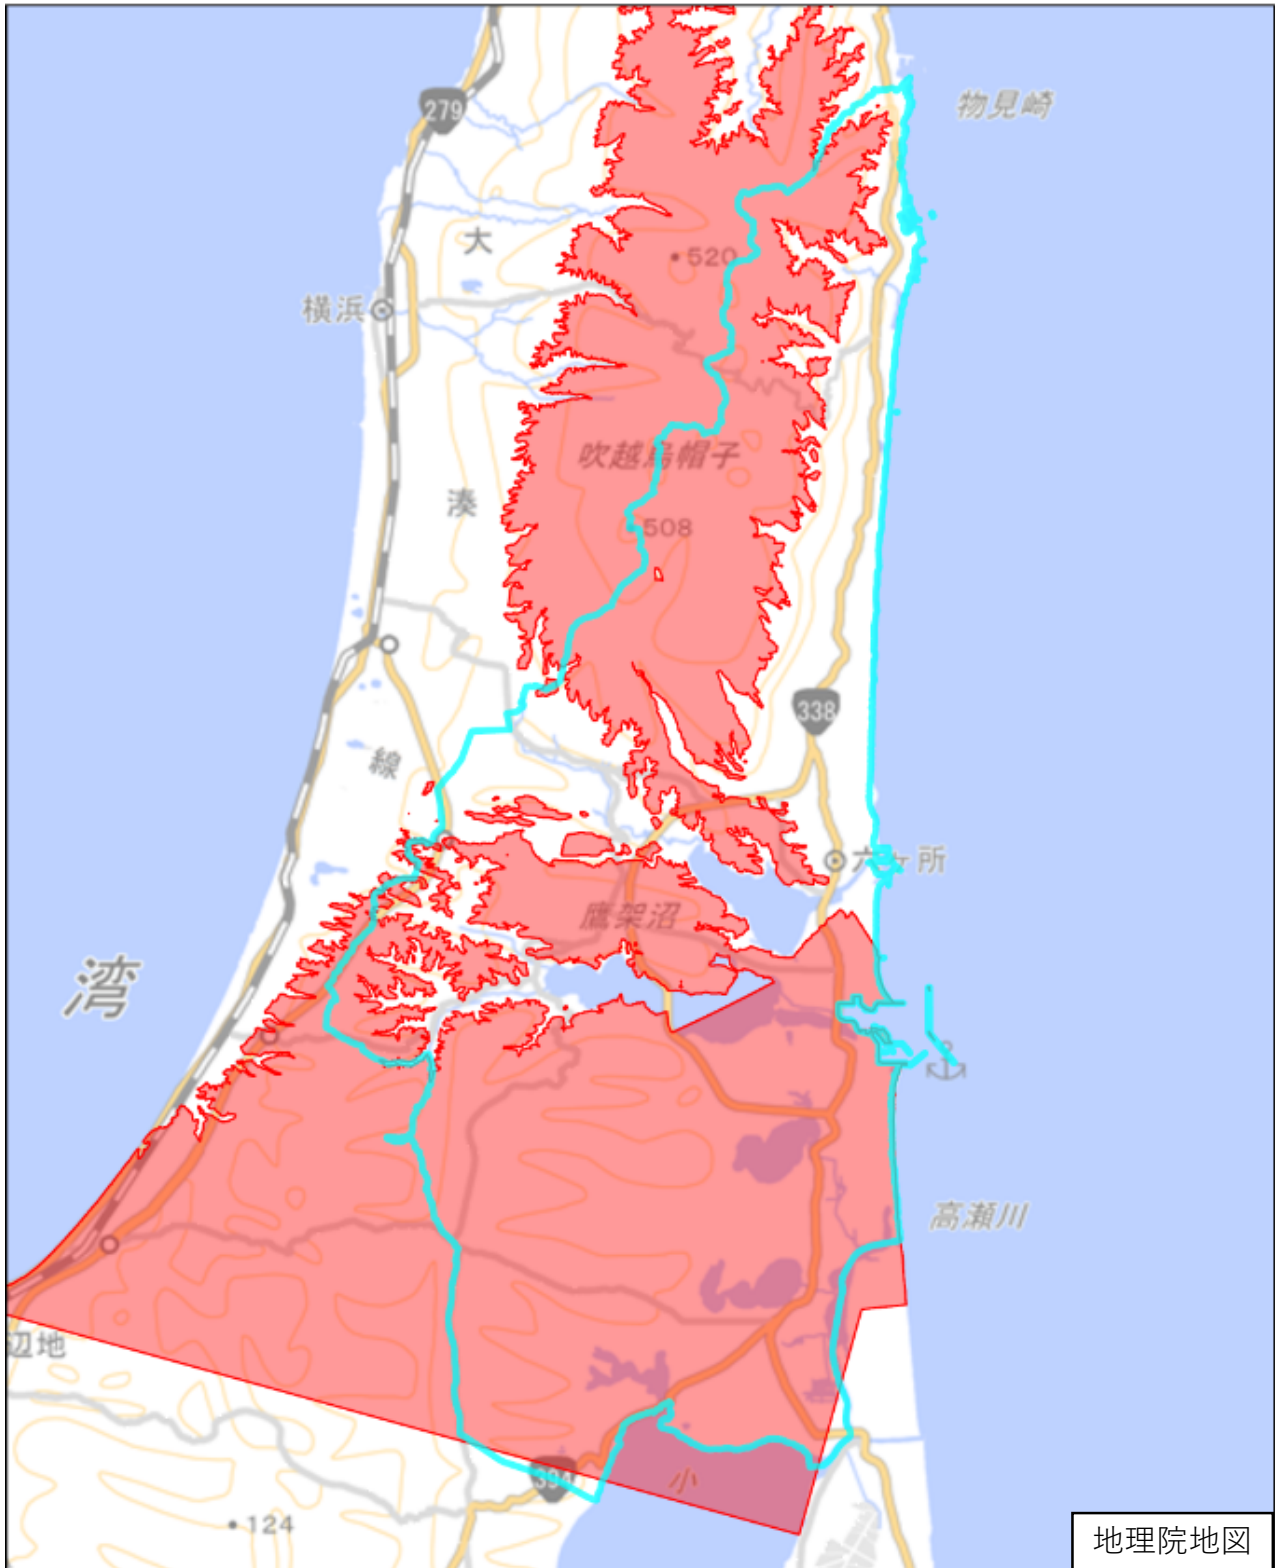 279
物見崎
大
520
横浜
吹越烏帽子
湊
508
338
線
六ヶ所
鷹架沼
湾
高瀬川
辺地
394
小
124
地理院地図